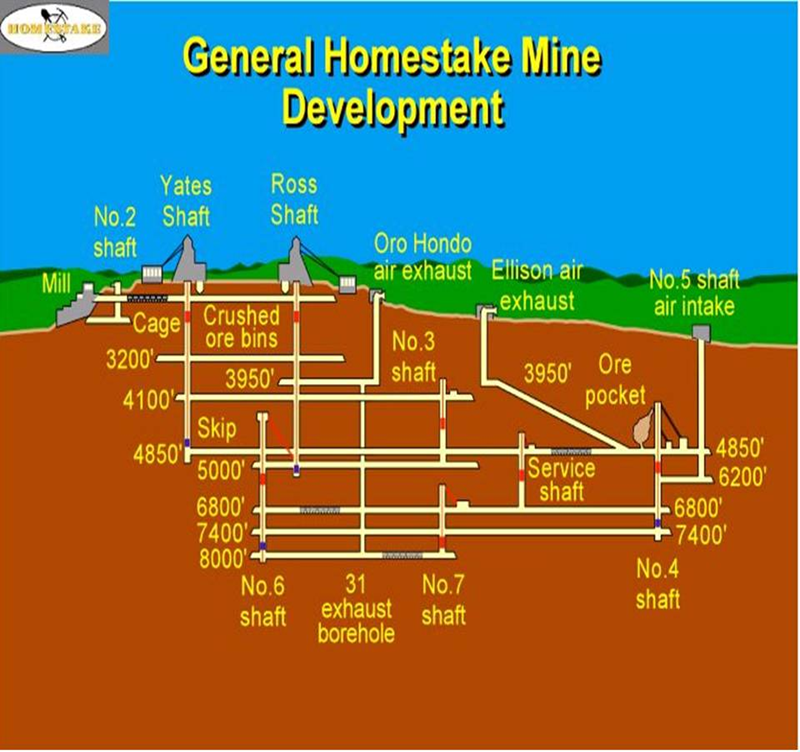 HOMESTAKE
General Homestake Mine
Development
Yates
Shaft
Ross
Shaft
No.2
shaft
Oro Hondo
air exhaust
Ellison air
exhaust
No.5 shaft
air intake
Mill
Cage
Crushed
ore bins
No.3
shaft
3200'
3950'
3950'
Ore
pocket
4100'
Skip
4850'
4850'
5000'
Service
shaft
6200'
6800'
6800'
7400'
7400'
8000'
No.6
shaft
31
exhaust
borehole
No.7
shaft
No.4
shaft